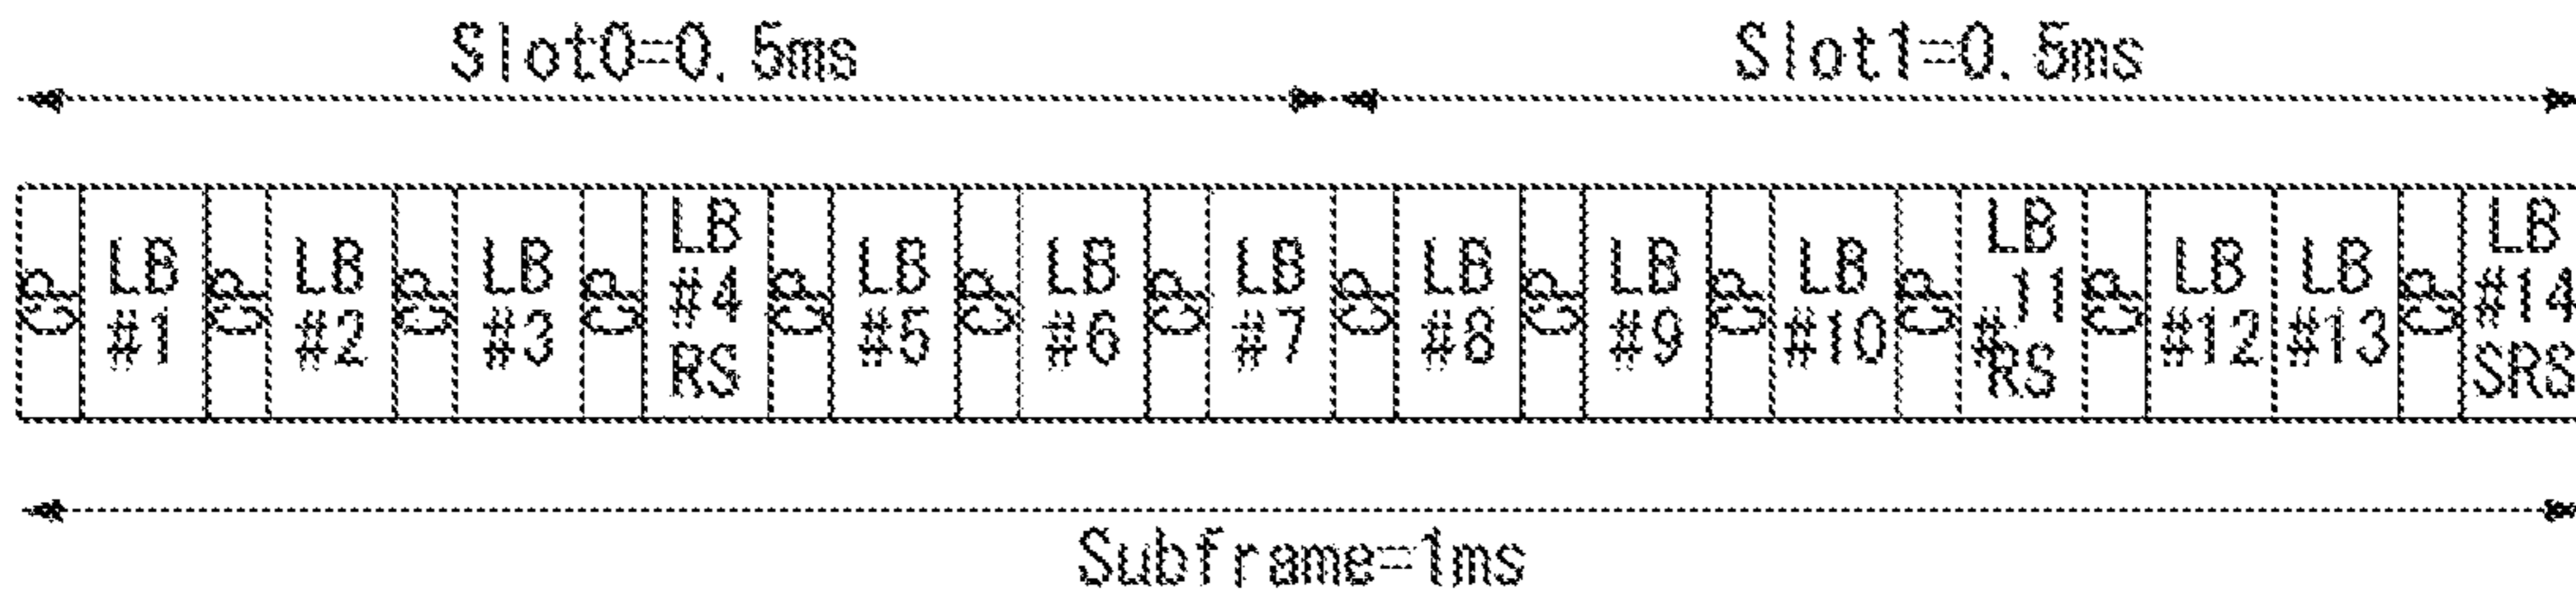 Slot0=0.5ms
Slot1=0.5ms
CP
LB
#1
CP
LB
#2
CP
LB
#3
CP
LB
#4
RS
CP
LB
#5
CP
LB
#6
CP
LB
#7
CP
LB
#8
CP
LB
#9
CP
LB
#10
CP
LB
#11
RS
CP
LB
#12
LB
#13
CP
LB
#14
SRS
Subframe=1ms